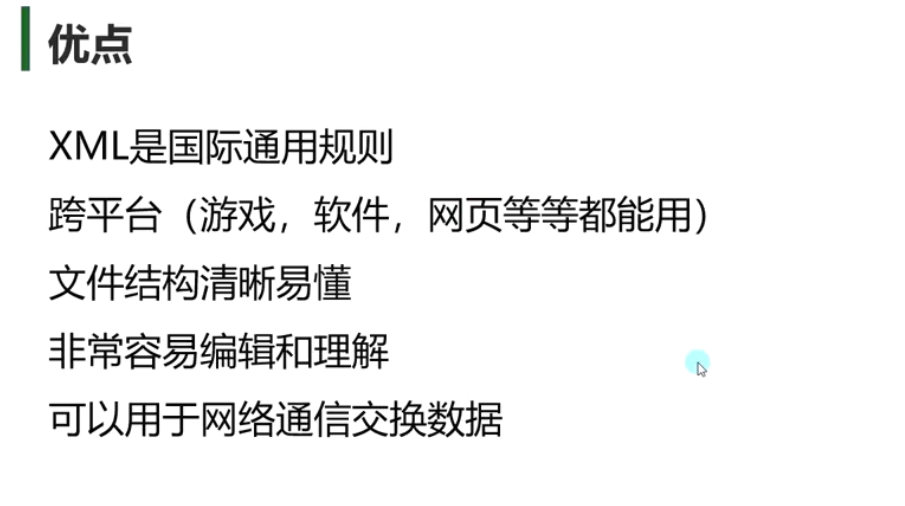 优点
XML是国际通用规则
跨平台（游戏，软件，网页等等都能用）
文件结构清晰易懂
非常容易编辑和理解
可以用于网络通信交换数据